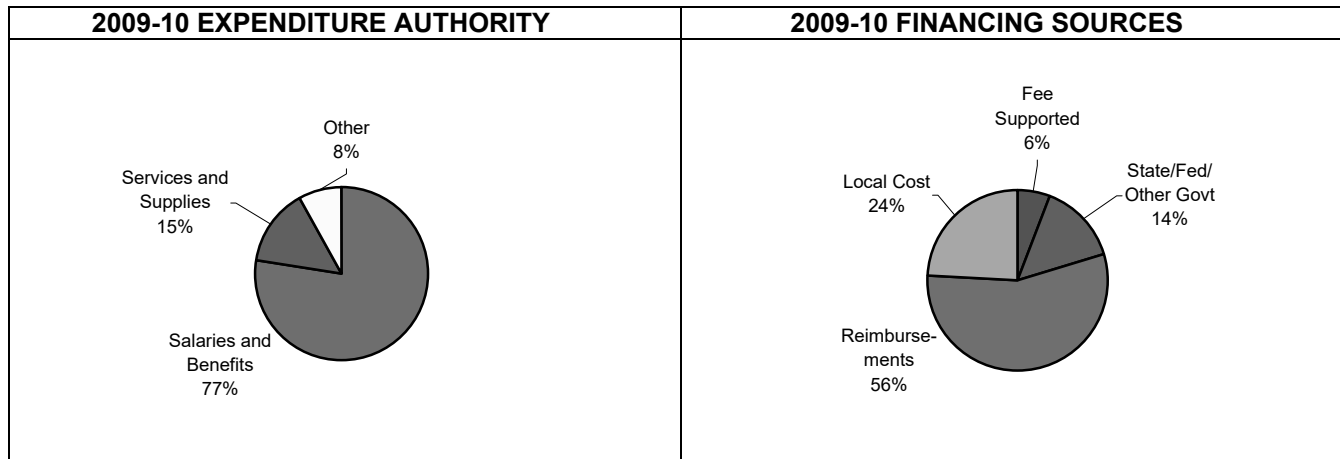 2009-10 EXPENDITURE AUTHORITY
Other
8%
Services and
Supplies
15%
Salaries and
Benefits
77%
2009-10 FINANCING SOURCES
Fee
Supported
6%
State/Fed/
Other Govt
14%
Local Cost
24%
Reimburse-
ments
56%